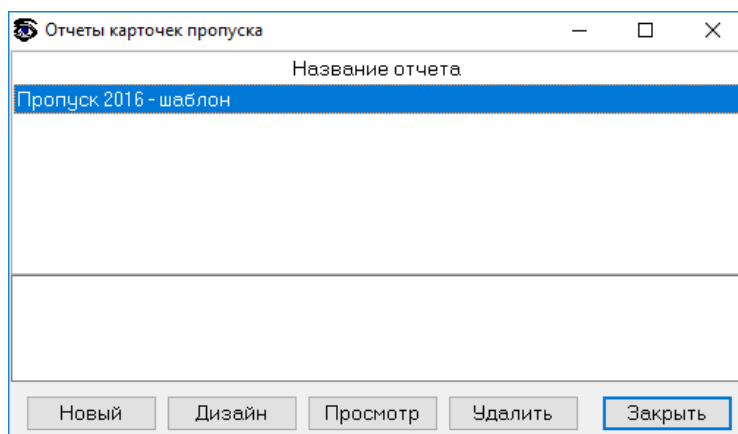 Отчеты карточек пропуска
Название отчета
Пропуск 2016 - шаблон
Новый Дизайн Просмотр Удалить Закрыть